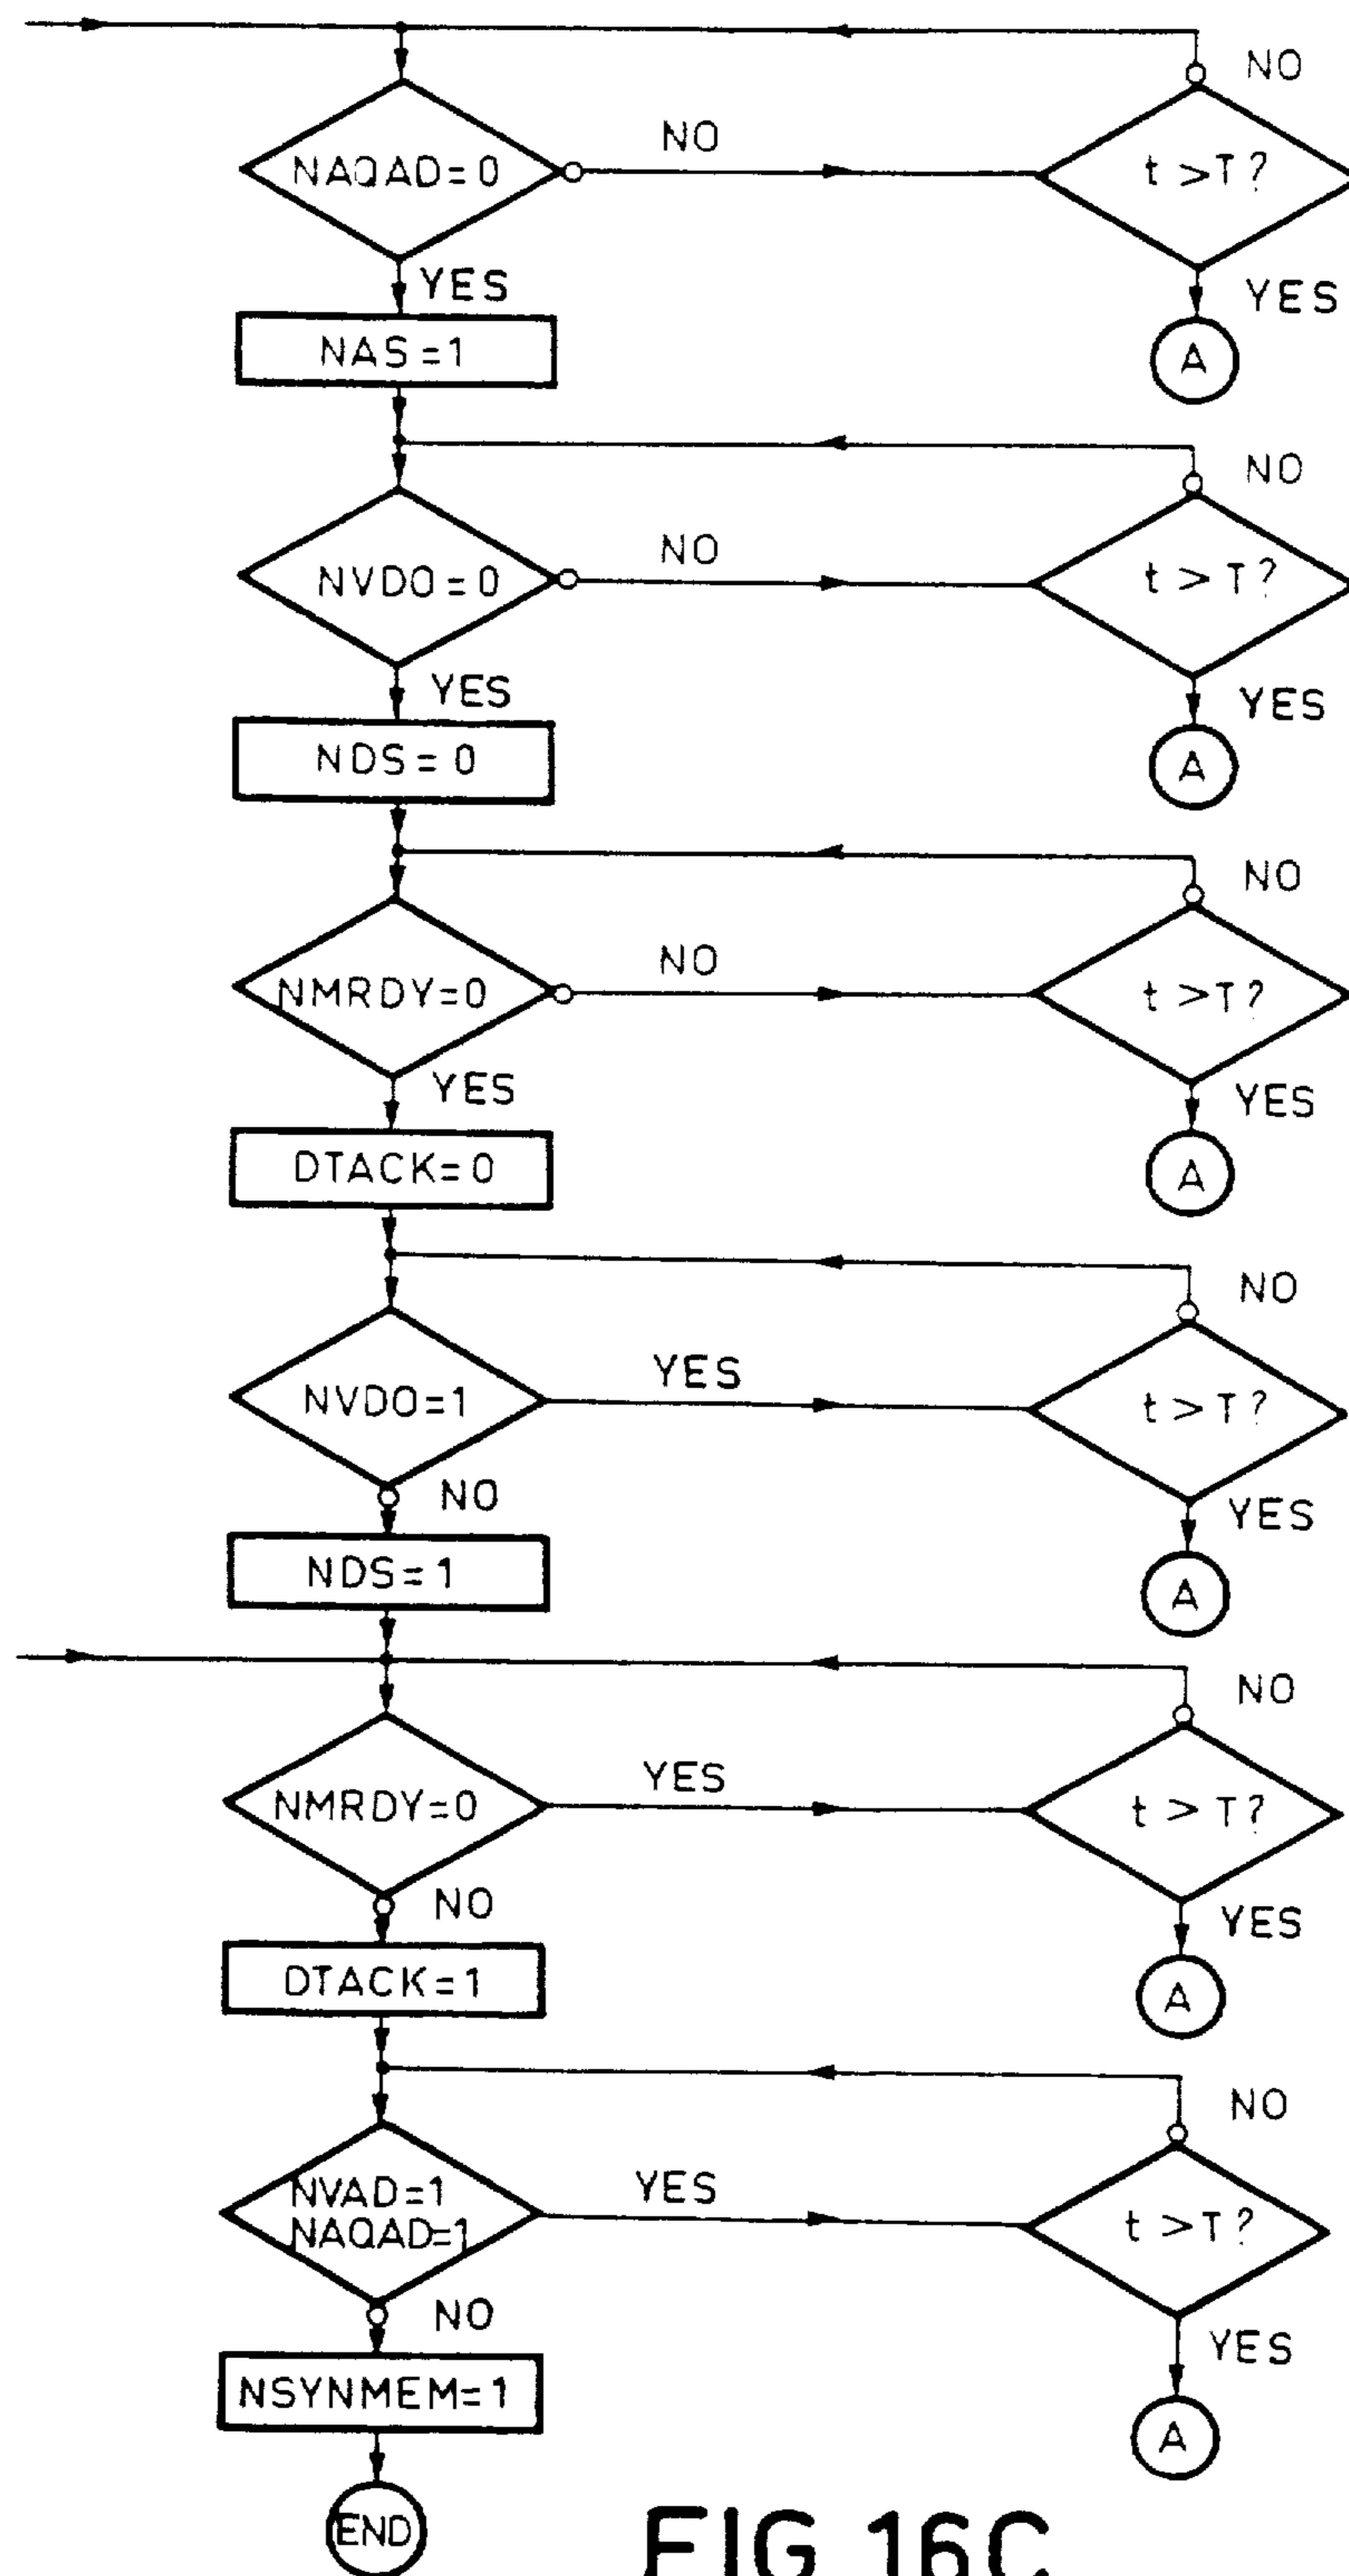 NO
NAQAD=0
NO
t >T?
YES
YES
NAS=1
A
NO
NVDO=0
NO
t > T?
YES
YES
NDS=0
A
NO
NMRDY=0
NO
t >T?
YES
YES
DTACK=0
A
NO
NVDO=1
YES
t > T?
NO
YES
NDS=1
A
NO
NMRDY=0
YES
t > T?
NO
YES
DTACK=1
A
NO
NVAD=1
NAQAD=1
YES
t >T?
NO
YES
NSYNMEM=1
A
END
FIG.16C